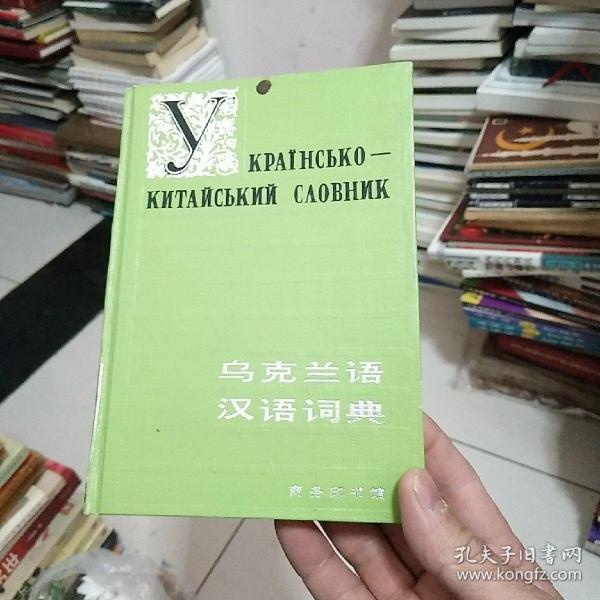 УКРАЇНСЬКО—
КИТАЙСЬКИЙ СЛОВНИК
乌克兰语
汉语词典
商务印书馆
孔夫子旧书网
www.kongfz.com